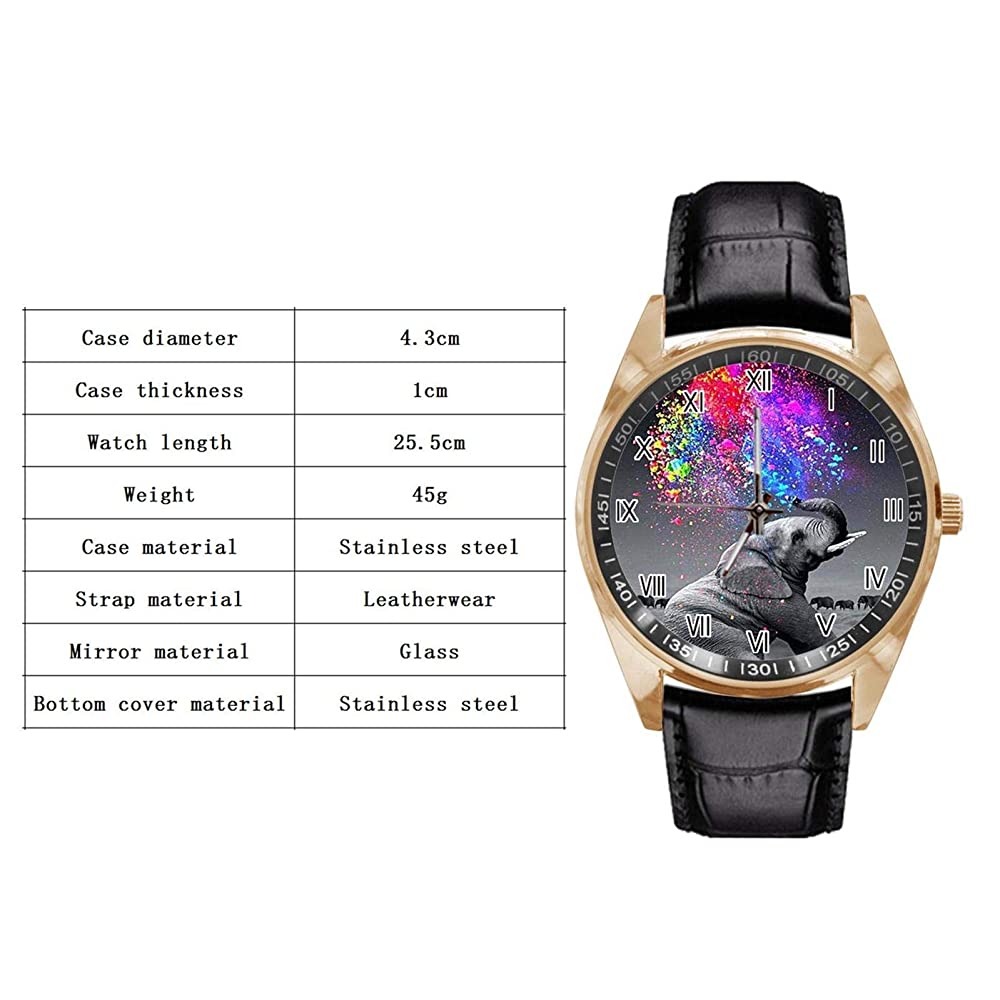 Case diameter 4.3cm
Case thickness 1cm
Watch length 25.5cm
Weight 45g
Case material Stainless steel
Strap material Leatherwear
Mirror material Glass
Bottom cover material Stainless steel
60
05
10
15
20
25
30
35
40
45
50
55
XII
I
II
III
IV
V
VI
VII
VIII
IX
X
XI